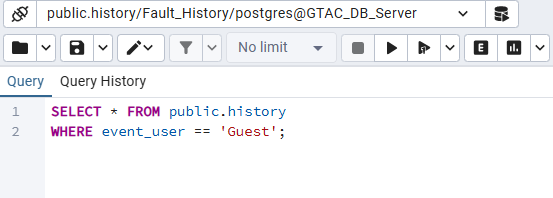 public.history/Fault_History/postgres@GTAC_DB_Server
No limit
E
Query Query History
1 SELECT * FROM public.history
2 WHERE event_user == 'Guest';